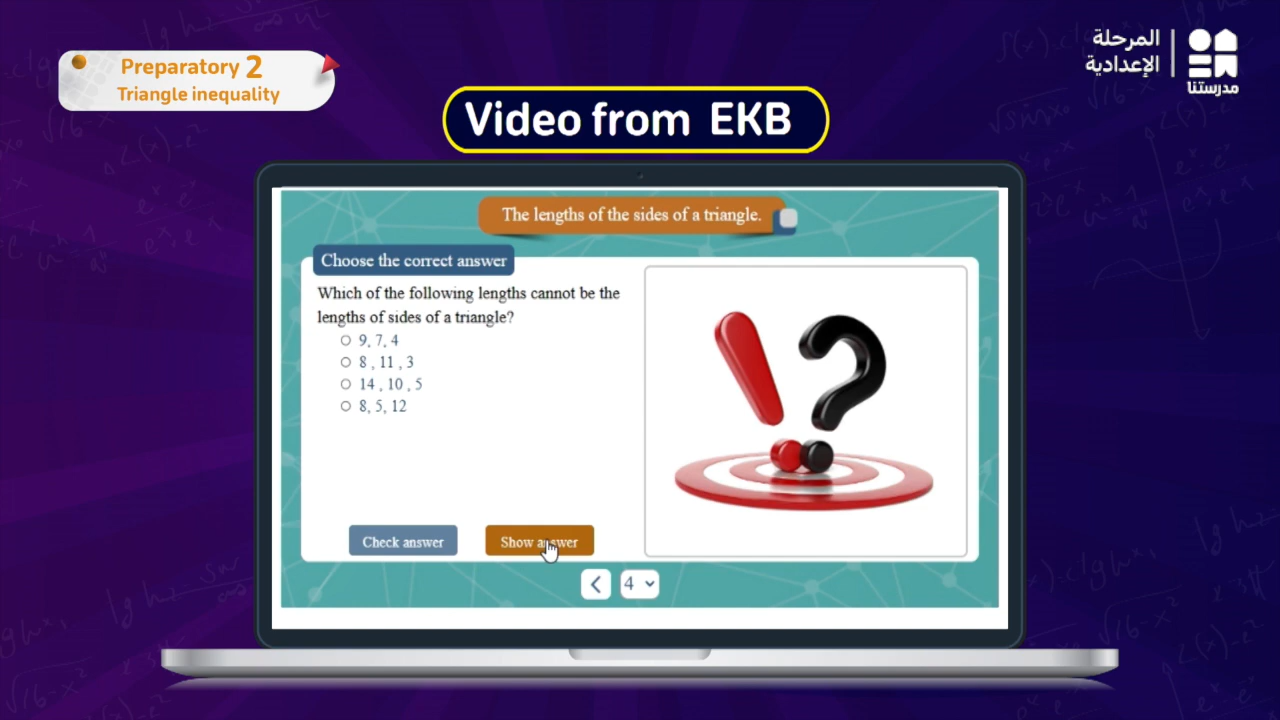 Preparatory 2
Triangle inequality
المرحلة
الإعدادية
مدرستنا
Video from EKB
The lengths of the sides of a triangle.
Choose the correct answer
Which of the following lengths cannot be the
lengths of sides of a triangle?
9, 7, 4
8 , 11 , 3
14 , 10 , 5
8, 5, 12
Check answer
Show answer
4